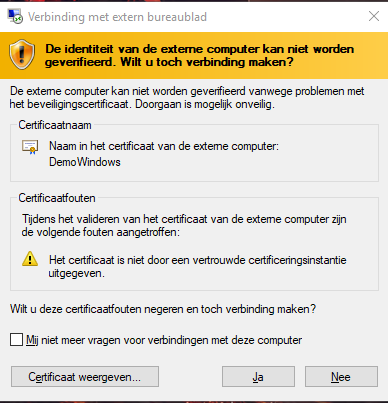 Verbinding met extern bureaublad
De identiteit van de externe computer kan niet worden
geverifieerd. Wilt u toch verbinding maken?
De externe computer kan niet worden geverifieerd vanwege problemen met
het beveiligingscertificaat. Doorgaan is mogelijk onveilig.
Certificaatnaam
Naam in het certificaat van de externe computer:
DemoWindows
Certificaatfouten
Tijdens het valideren van het certificaat van de externe computer zijn
de volgende fouten aangetroffen:
Het certificaat is niet door een vertrouwde certificeringsinstantie
uitgegeven.
Wilt u deze certificaatfouten negeren en toch verbinding maken?
Mij niet meer vragen voor verbindingen met deze computer
Certificaat weergeven... Ja Nee